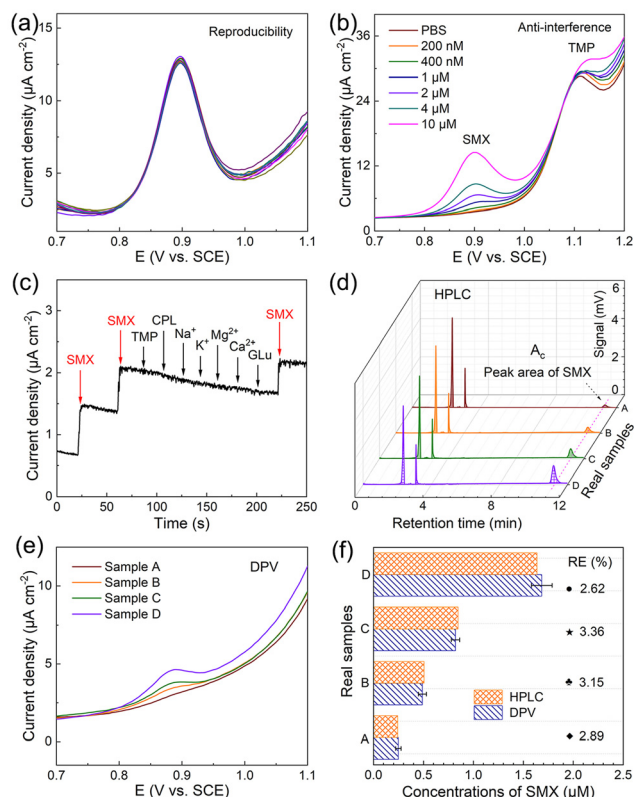 (a)
Reproducibility
Current density (μA cm⁻²)
15
10
5
0.7 0.8 0.9 1.0 1.1
E (V vs. SCE)
(b)
Anti-interference
PBS
200 nM
400 nM
1 μM
2 μM
4 μM
10 μM
SMX
TMP
Current density (μA cm⁻²)
36
24
12
0
0.7 0.8 0.9 1.0 1.1 1.2
E (V vs. SCE)
(c)
SMX
SMX
TMP
CPL
Na⁺
K⁺
Mg²⁺
Ca²⁺
GLu
SMX
Current density (μA cm⁻²)
3
2
1
0
0 50 100 150 200 250
Time (s)
(d)
HPLC
A꜀
Peak area of SMX
Signal (mV)
6
4
2
0
A
B
C
D
Real samples
0 4 8 12
Retention time (min)
(e)
DPV
Sample A
Sample B
Sample C
Sample D
Current density (μA cm⁻²)
10
5
0
0.7 0.8 0.9 1.0 1.1
E (V vs. SCE)
(f)
RE (%)
2.62
3.36
3.15
2.89
HPLC
DPV
Real samples
D
C
B
A
0.0 0.5 1.0 1.5 2.0 2.5
Concentrations of SMX (μM)